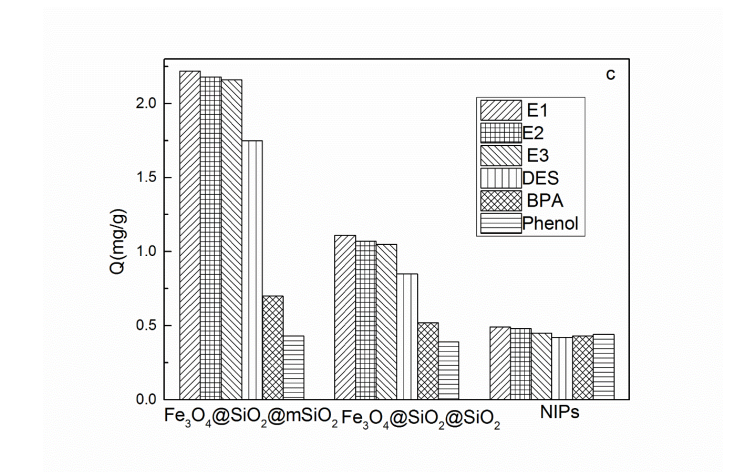 c
2.0
1.5
1.0
0.5
0.0
Q(mg/g)
E1
E2
E3
DES
BPA
Phenol
Fe₃O₄@SiO₂@mSiO₂
Fe₃O₄@SiO₂@SiO₂
NIPs